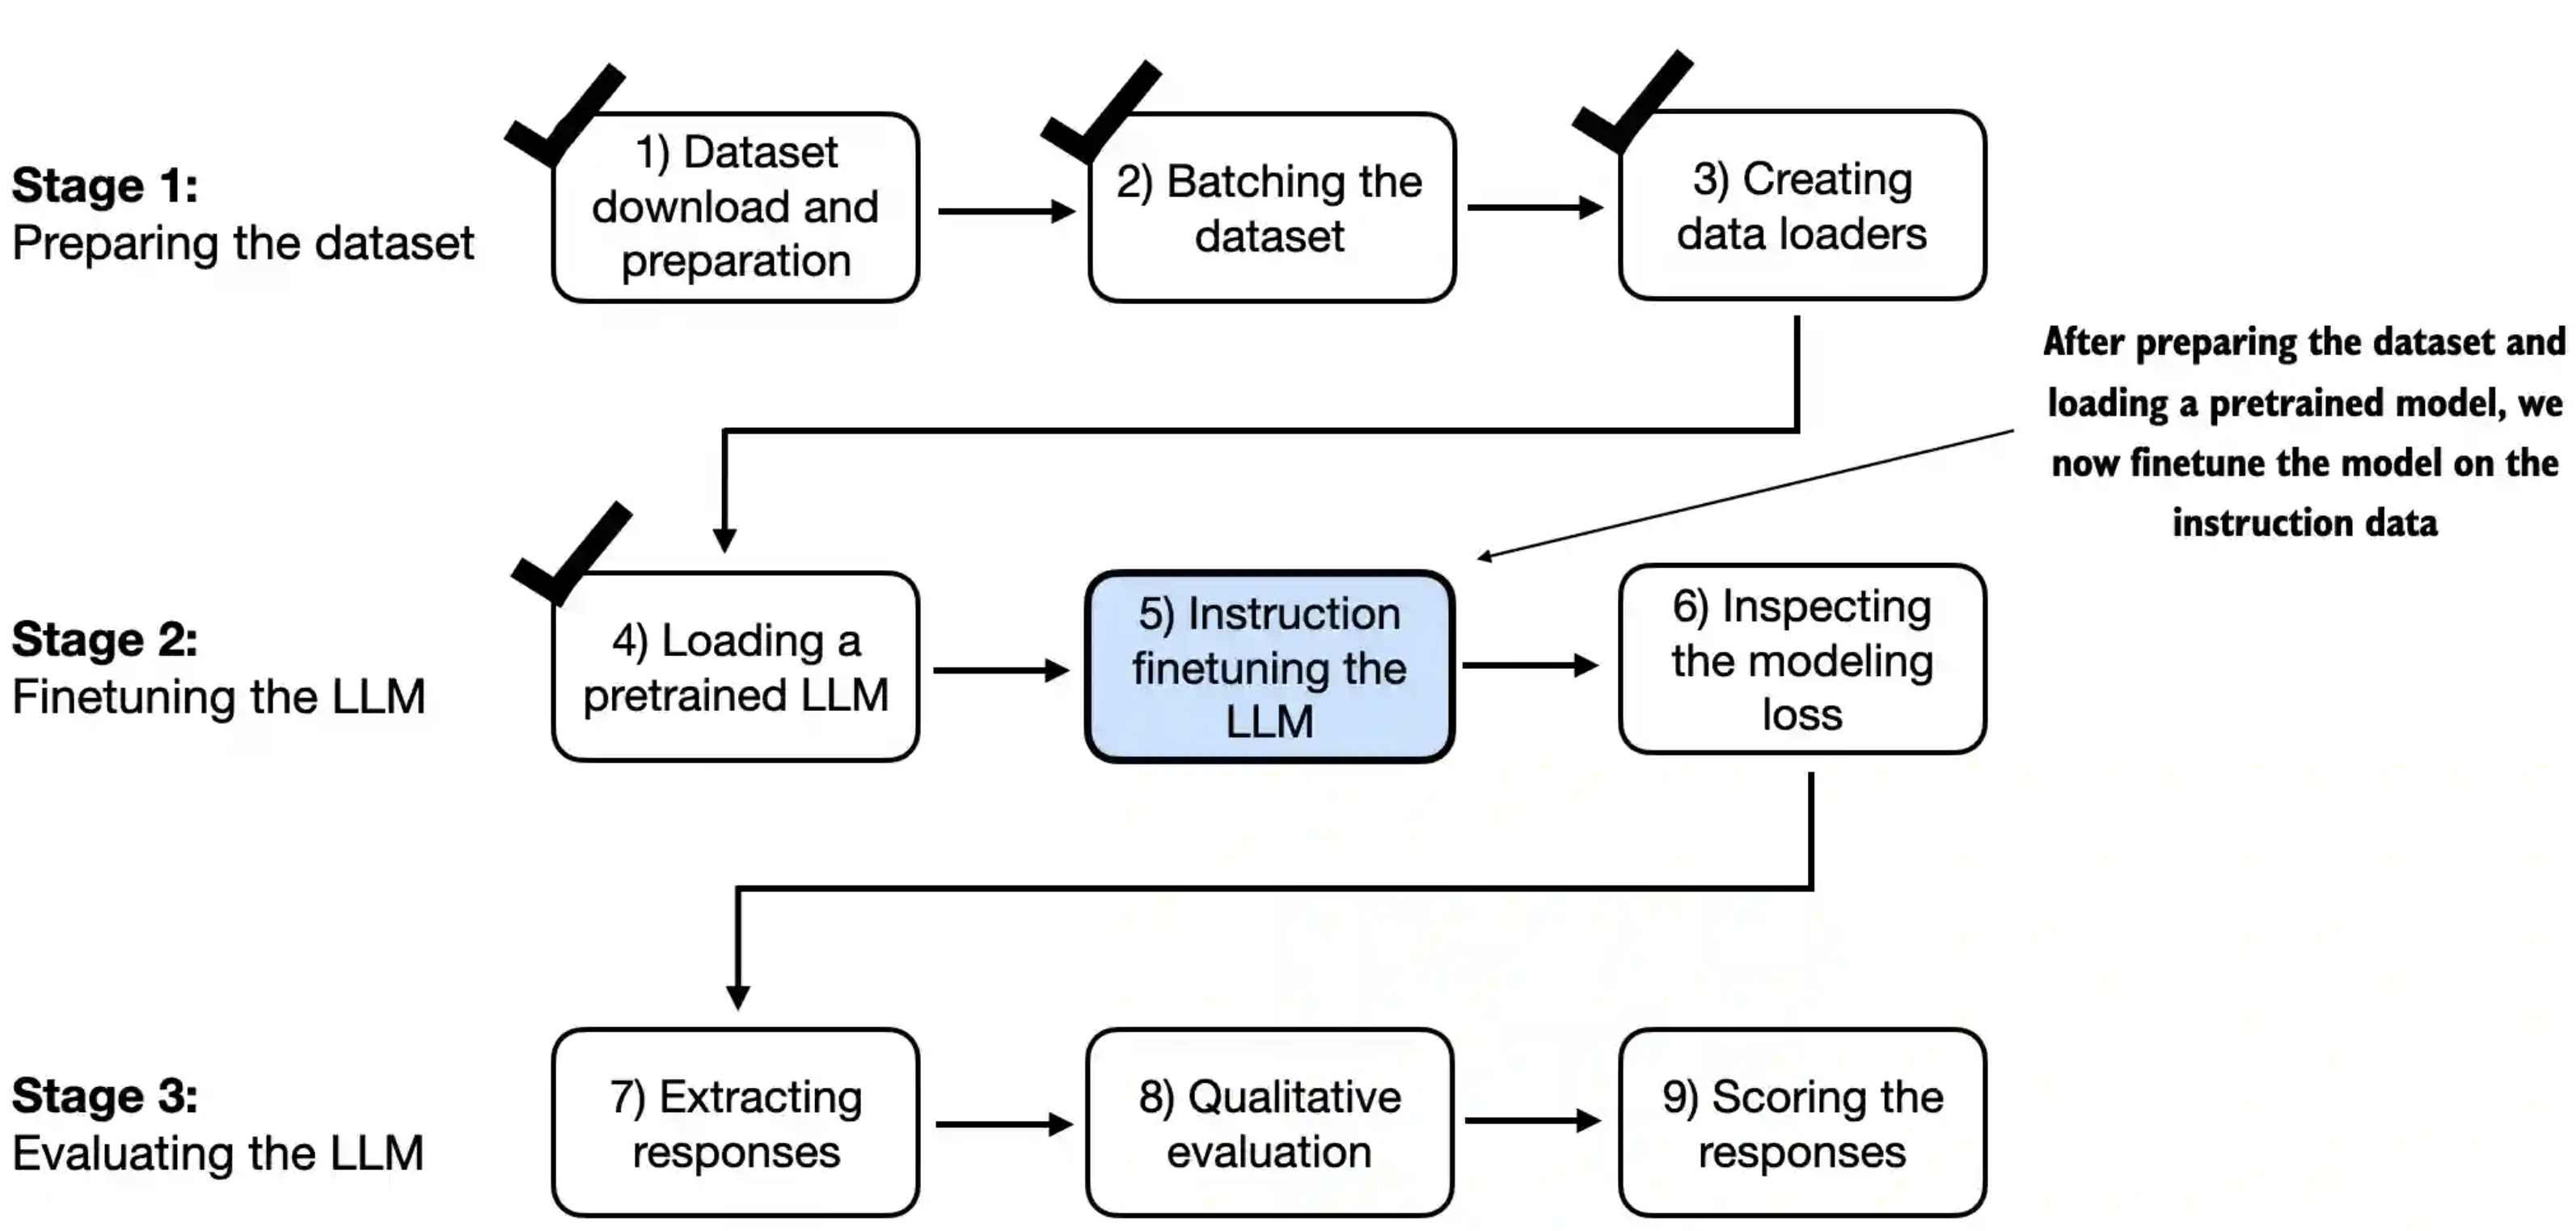 Stage 1:
Preparing the dataset
1) Dataset
download and
preparation
2) Batching the
dataset
3) Creating
data loaders
After preparing the dataset and
loading a pretrained model, we
now finetune the model on the
instruction data
Stage 2:
Finetuning the LLM
4) Loading a
pretrained LLM
5) Instruction
finetuning the
LLM
6) Inspecting
the modeling
loss
Stage 3:
Evaluating the LLM
7) Extracting
responses
8) Qualitative
evaluation
9) Scoring the
responses